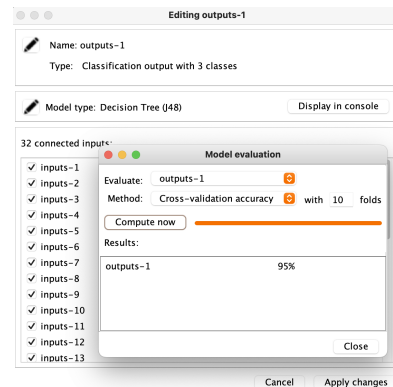 Editing outputs-1
Name: outputs-1
Type: Classification output with 3 classes
Model type: Decision Tree (J48)
Display in console
32 connected inputs:
inputs-1
inputs-2
inputs-3
inputs-4
inputs-5
inputs-6
inputs-7
inputs-8
inputs-9
inputs-10
inputs-11
inputs-12
inputs-13
Model evaluation
Evaluate: outputs-1
Method: Cross-validation accuracy with 10 folds
Compute now
Results:
outputs-1 95%
Close
Cancel Apply changes